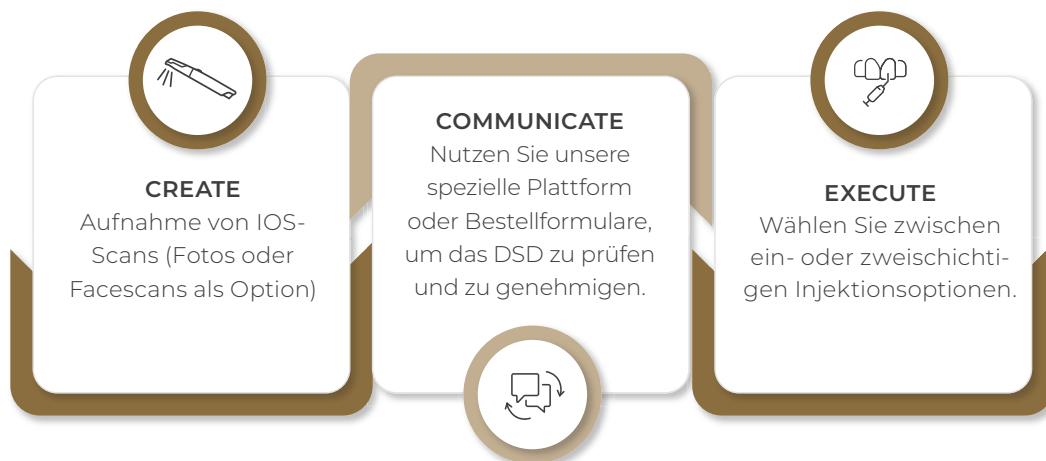 CREATE
Aufnahme von IOS-
Scans (Fotos oder
Facescans als Option)
COMMUNICATE
Nutzen Sie unsere
spezielle Plattform
oder Bestellformulare,
um das DSD zu prüfen
und zu genehmigen.
EXECUTE
Wählen Sie zwischen
ein- oder zweischichti-
gen Injektionsoptionen.